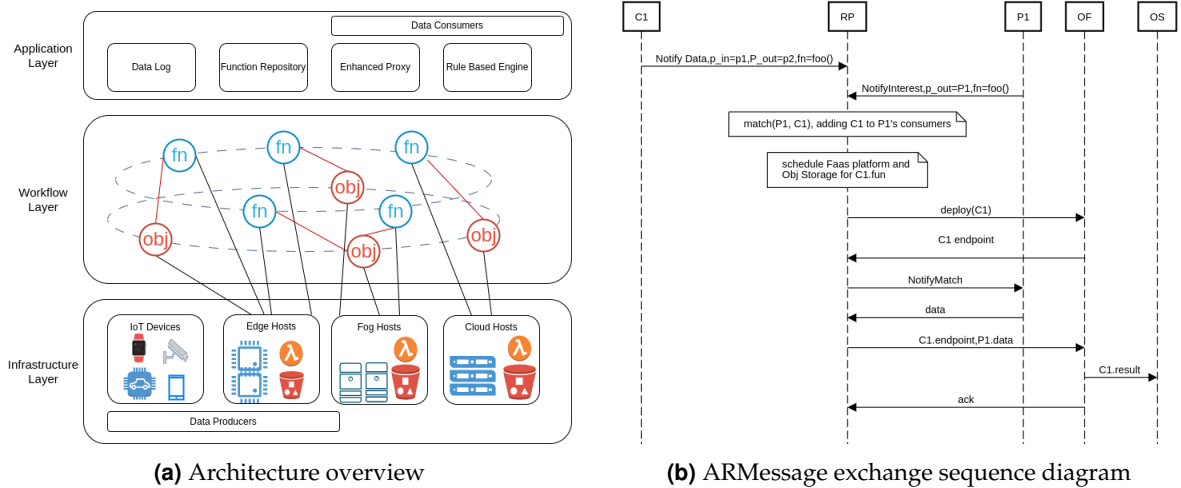 Data Consumers
Application
Layer
Data Log
Function Repository
Enhanced Proxy
Rule Based Engine
Workflow
Layer
fn
fn
fn
obj
fn
fn
obj
obj
obj
Infrastructure
Layer
IoT Devices
Edge Hosts
Fog Hosts
Cloud Hosts
λ
λ
λ
Data Producers
(a) Architecture overview
C1
RP
P1
OF
OS
Notify Data,p_in=p1,P_out=p2,fn=foo()
NotifyInterest,p_out=P1,fn=foo()
match(P1, C1), adding C1 to P1's consumers
schedule Faas platform and
Obj Storage for C1.fun
deploy(C1)
C1 endpoint
NotifyMatch
data
C1.endpoint,P1.data
C1.result
ack
(b) ARMessage exchange sequence diagram